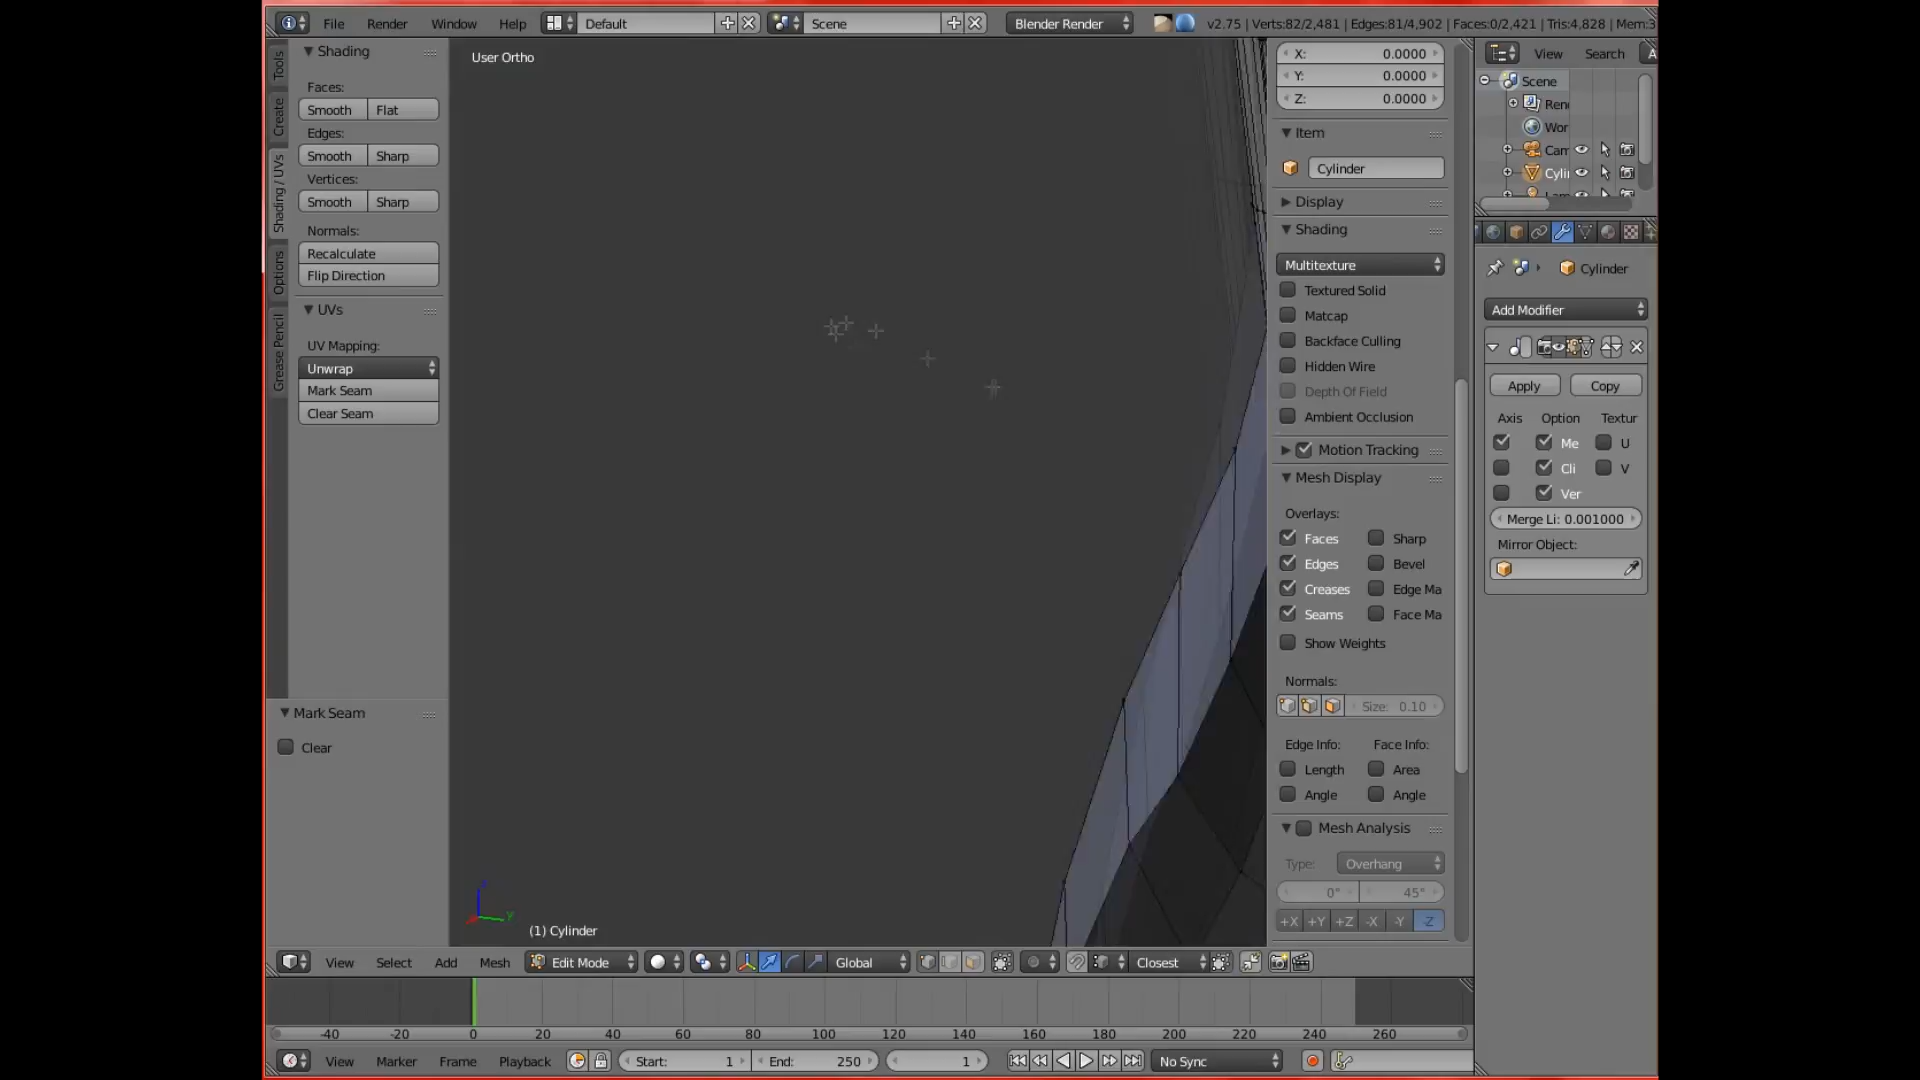 File Render Window Help Default Scene Blender Render v2.75 | Verts:82/2,481 | Edges:81/4,902 | Faces:0/2,421 | Tris:4,828 | Mem:3
Tools
Create
Shading / UVs
Options
Grease Pencil
Shading
Faces:
Smooth Flat
Edges:
Smooth Sharp
Vertices:
Smooth Sharp
Normals:
Recalculate
Flip Direction
UVs
UV Mapping:
Unwrap
Mark Seam
Clear Seam
Mark Seam
Clear
User Ortho
(1) Cylinder
X: 0.0000
Y: 0.0000
Z: 0.0000
Item
Cylinder
Display
Shading
Multitexture
Textured Solid
Matcap
Backface Culling
Hidden Wire
Depth Of Field
Ambient Occlusion
Motion Tracking
Mesh Display
Overlays:
Faces Sharp
Edges Bevel
Creases Edge Ma
Seams Face Ma
Show Weights
Normals:
Size: 0.10
Edge Info: Face Info:
Length Area
Angle Angle
Mesh Analysis
Type: Overhang
0° 45°
+X +Y +Z -X -Y -Z
View Search A
Scene
Ren
Wor
Cam
Cyli
Cylinder
Add Modifier
Apply Copy
Axis Option Textur
Me U
Cli V
Ver
Merge Li: 0.001000
Mirror Object:
View Select Add Mesh Edit Mode Global Closest
-40 -20 0 20 40 60 80 100 120 140 160 180 200 220 240 260
View Marker Frame Playback Start: 1 End: 250 1 No Sync